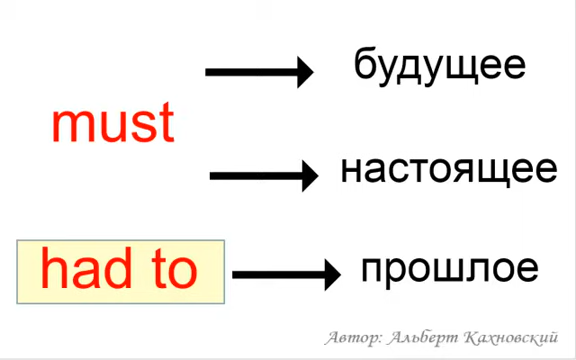 будущее
must
настоящее
had to
прошлое
Автор: Альберт Кахновский